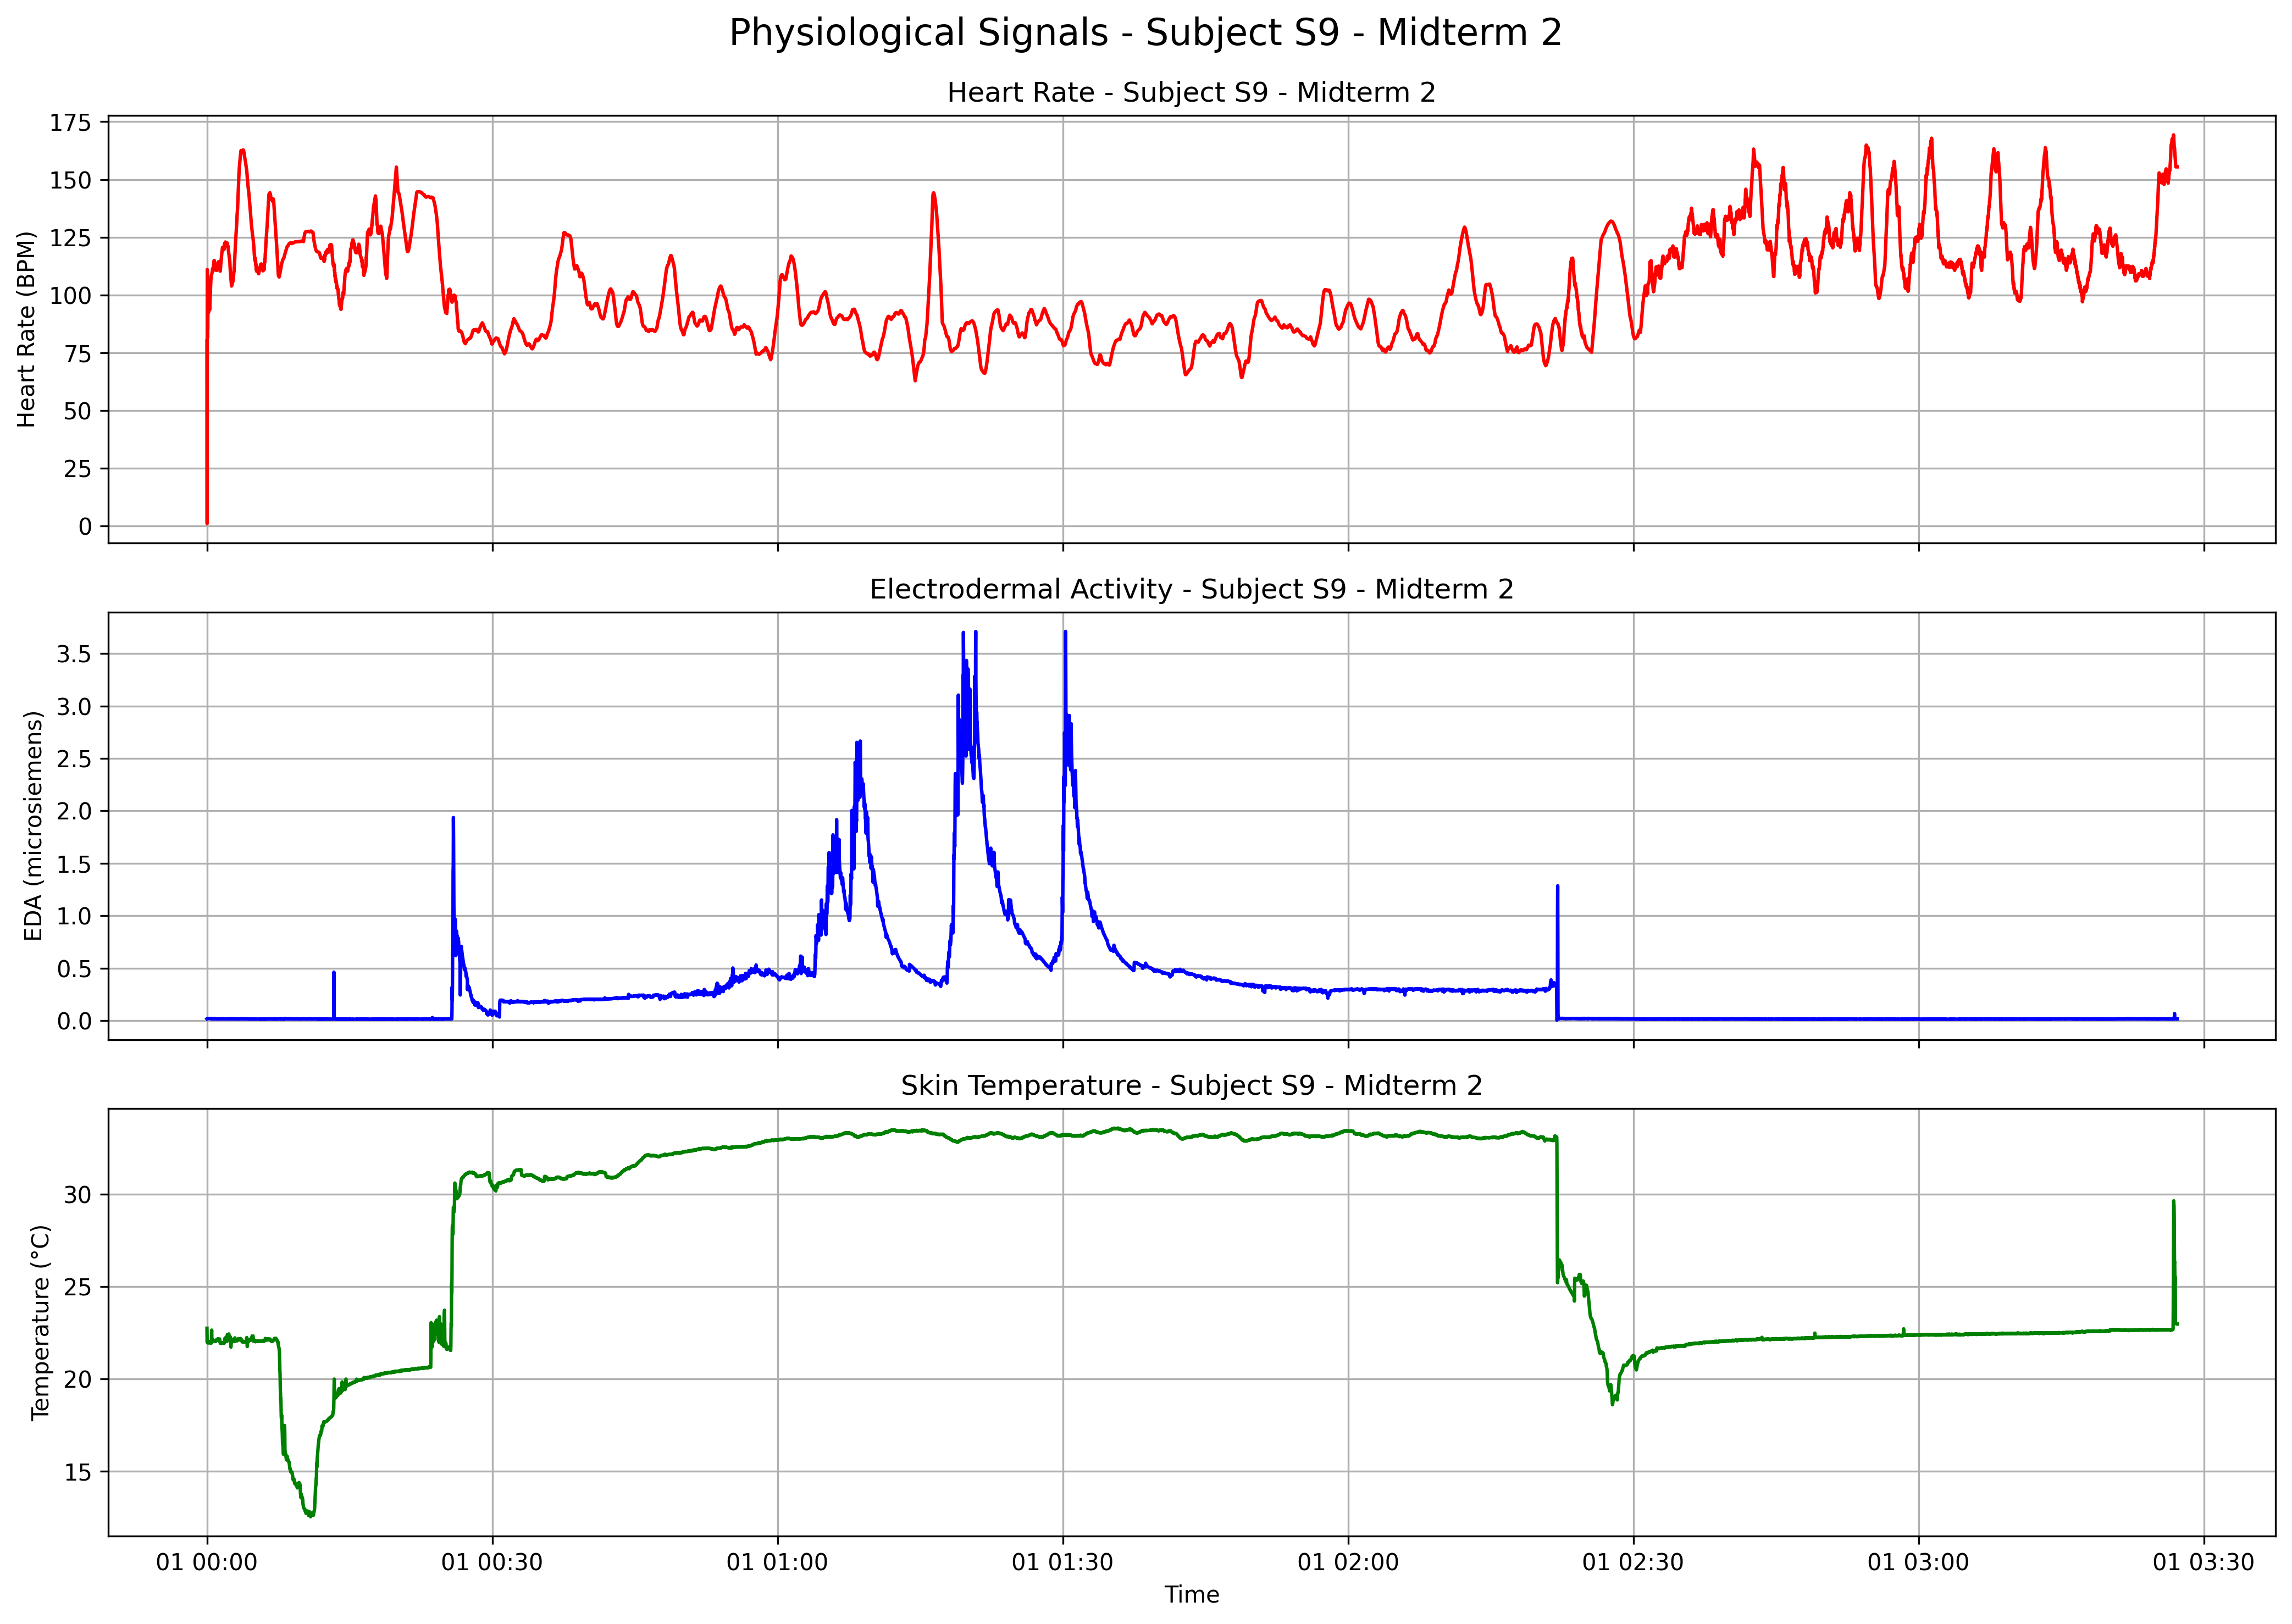 Physiological Signals - Subject S9 - Midterm 2
Heart Rate - Subject S9 - Midterm 2
Heart Rate (BPM)
175
150
125
100
75
50
25
0
Electrodermal Activity - Subject S9 - Midterm 2
EDA (microsiemens)
3.5
3.0
2.5
2.0
1.5
1.0
0.5
0.0
Skin Temperature - Subject S9 - Midterm 2
Temperature (°C)
30
25
20
15
01 00:00 01 00:30 01 01:00 01 01:30 01 02:00 01 02:30 01 03:00 01 03:30
Time